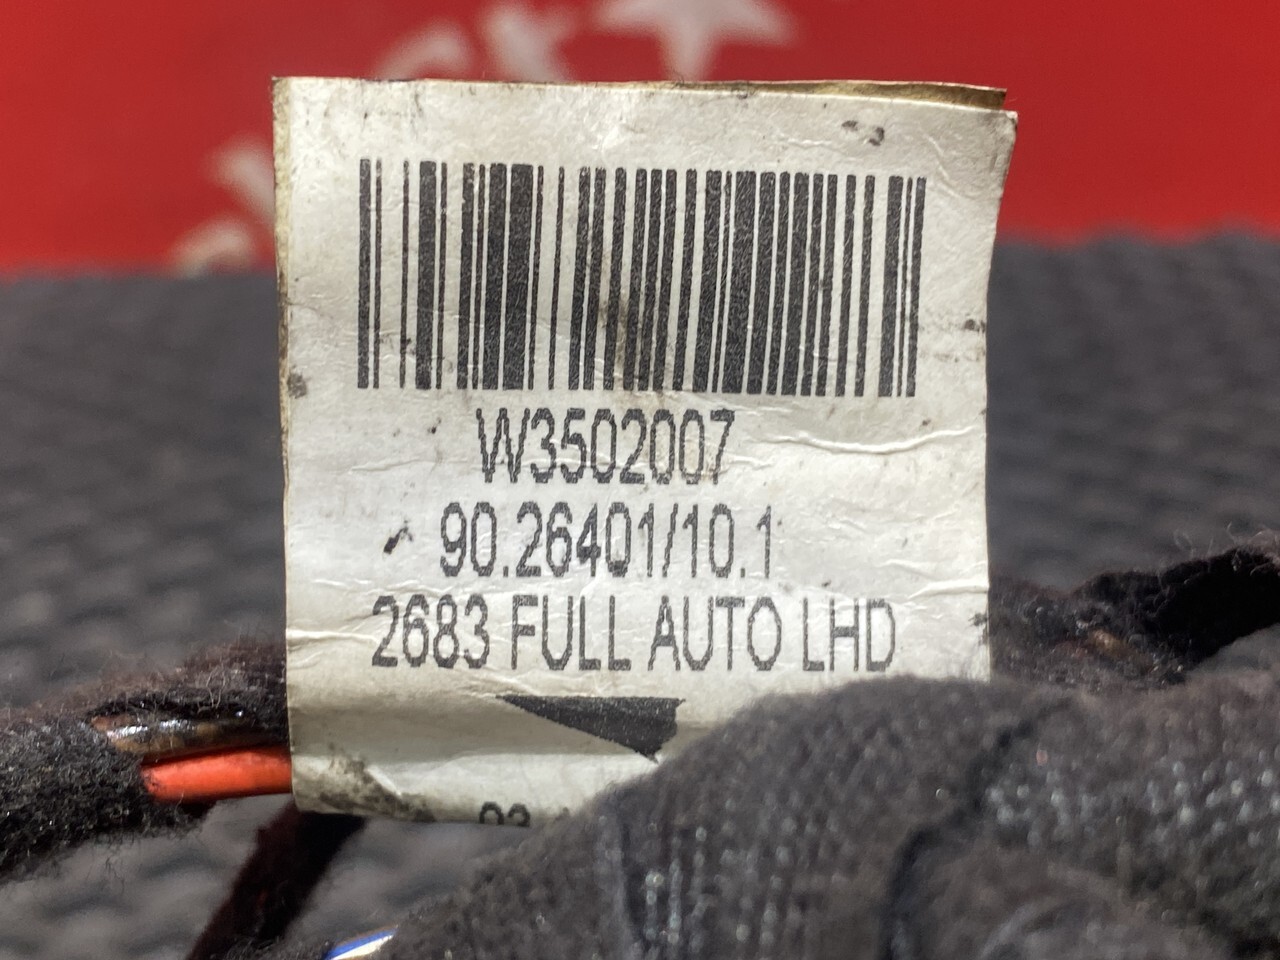 W3502007
90.26401/10.1
2683 FULL AUTO LHD